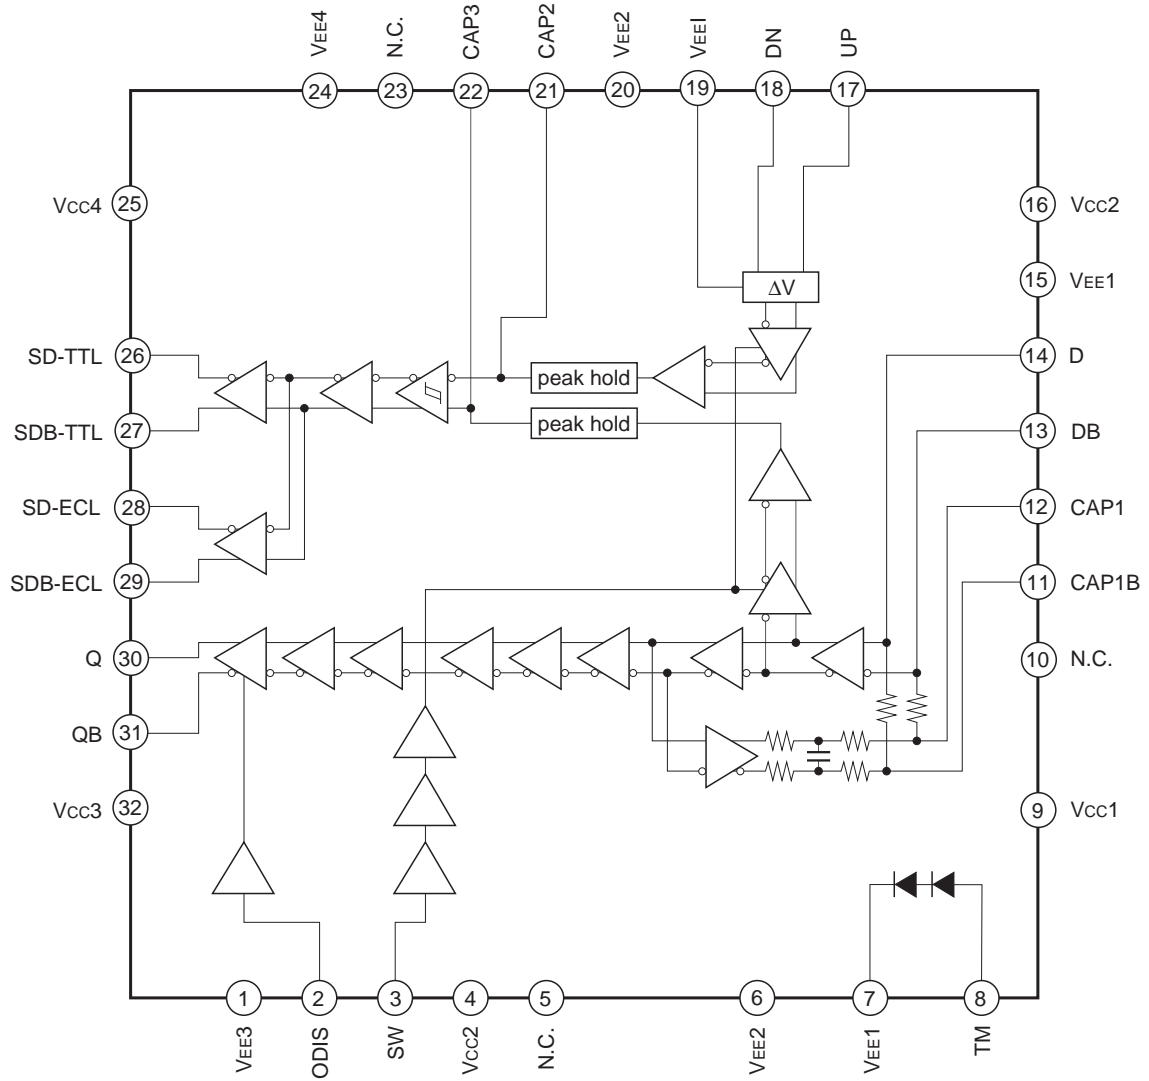 VEE4
N.C.
CAP3
CAP2
VEE2
VEEI
DN
UP
24
23
22
21
20
19
18
17
VCC4 25
16 VCC2
15 VEE1
ΔV
SD-TTL 26
14 D
peak hold
SDB-TTL 27
peak hold
13 DB
SD-ECL 28
12 CAP1
SDB-ECL 29
11 CAP1B
Q 30
10 N.C.
QB 31
VCC3 32
9 VCC1
1
2
3
4
5
6
7
8
VEE3
ODIS
SW
VCC2
N.C.
VEE2
VEE1
TM